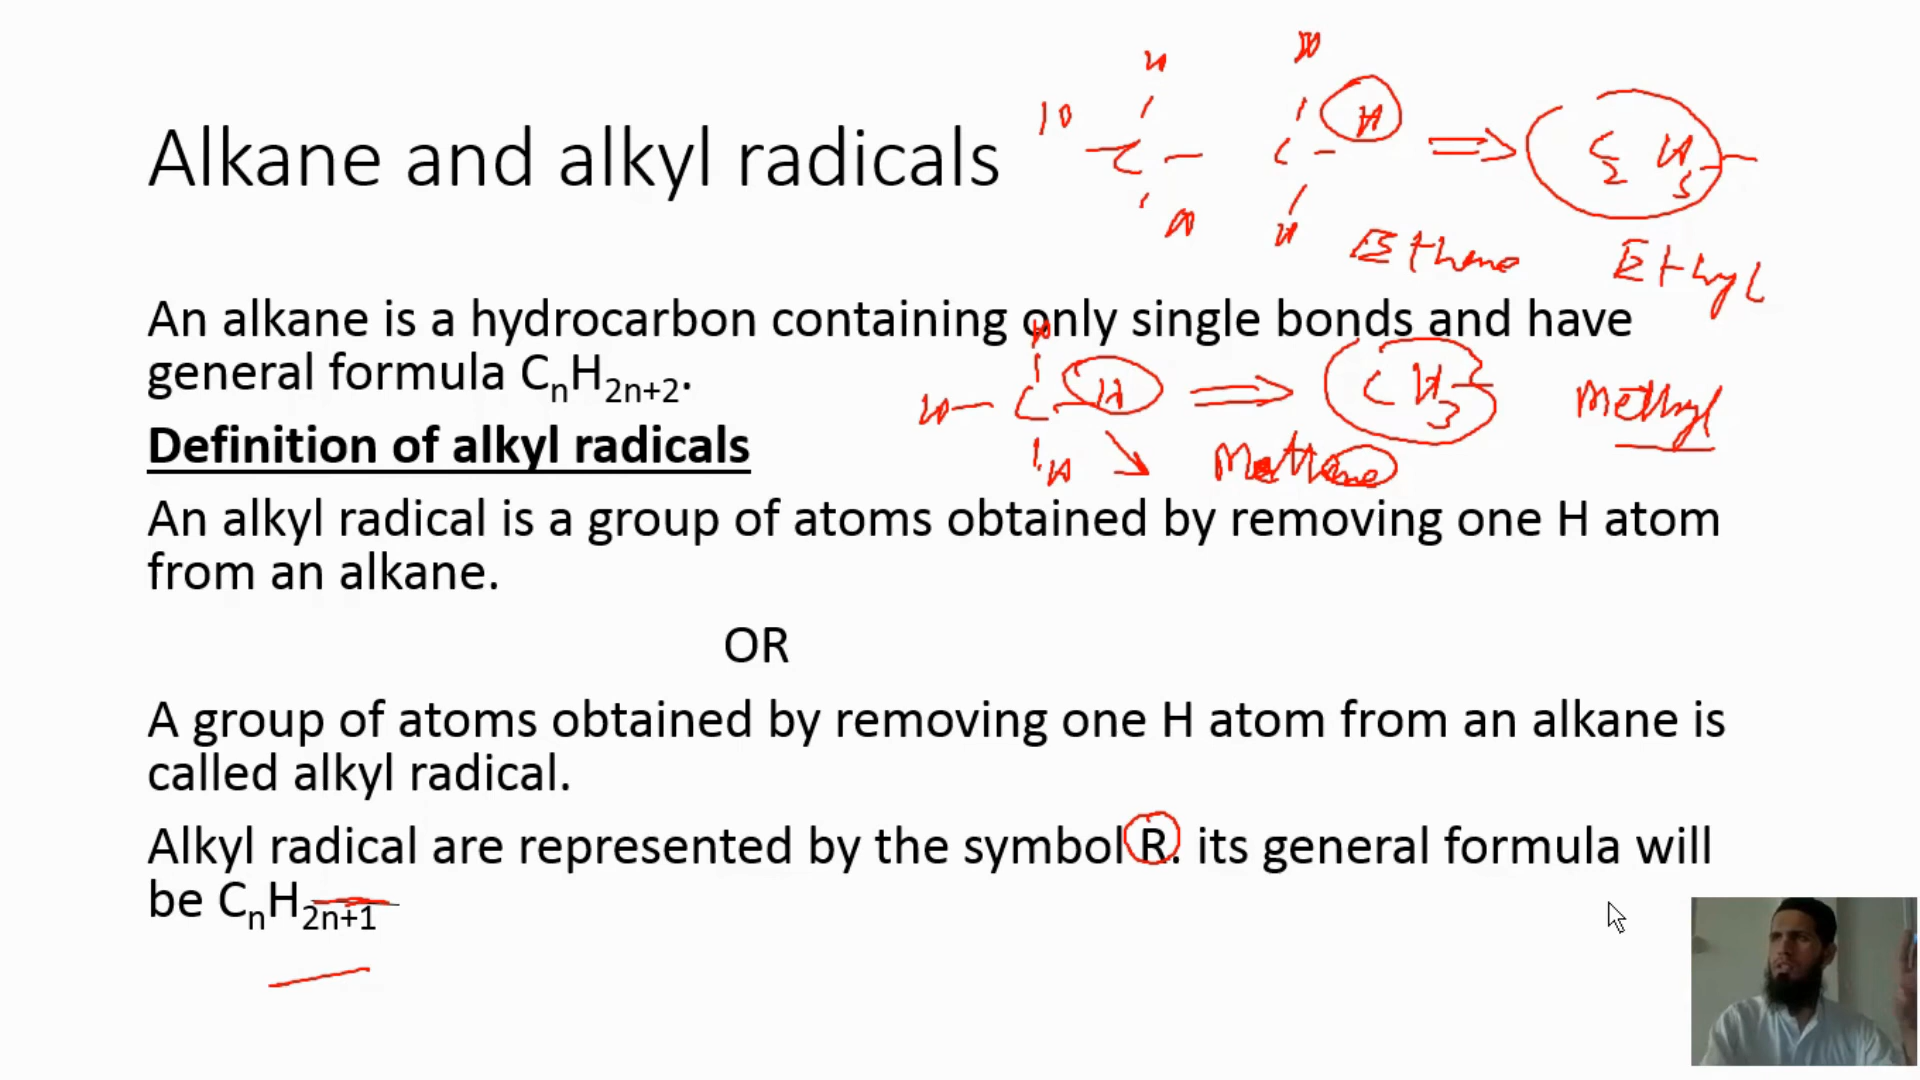 H
H
H
Alkane and alkyl radicals
C
C
H
C2 H5
H
H
Ethane
Ethyl
An alkane is a hydrocarbon containing only single bonds and have
general formula CnH2n+2.
H
H
C
H
CH3
Methyl
H
Methane
Definition of alkyl radicals
An alkyl radical is a group of atoms obtained by removing one H atom
from an alkane.
OR
A group of atoms obtained by removing one H atom from an alkane is
called alkyl radical.
Alkyl radical are represented by the symbol R. its general formula will
be CnH2n+1